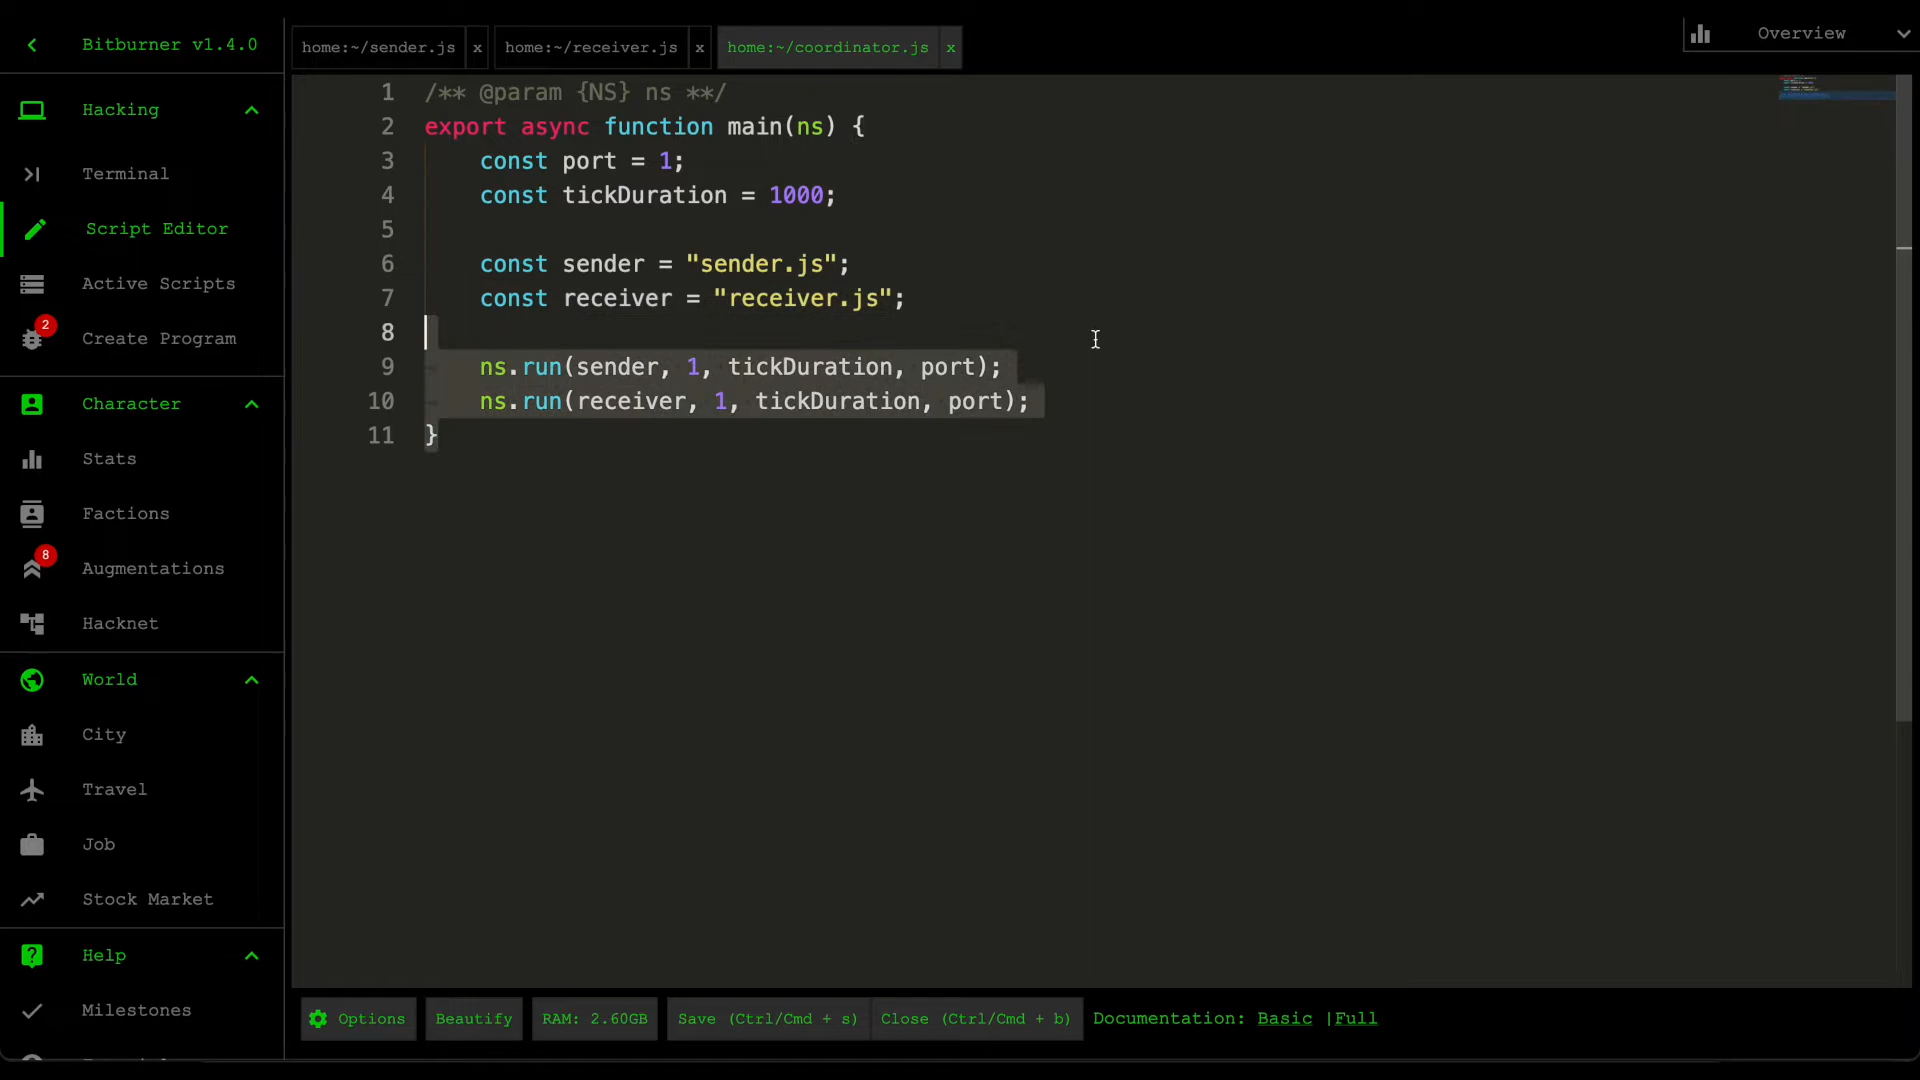 Bitburner v1.4.0
Hacking
Terminal
Script Editor
Active Scripts
2
Create Program
Character
Stats
Factions
8
Augmentations
Hacknet
World
City
Travel
Job
Stock Market
Help
Milestones
home:~/sender.js x
home:~/receiver.js x
home:~/coordinator.js x
Overview
1 /** @param {NS} ns **/
2 export async function main(ns) {
3 const port = 1;
4 const tickDuration = 1000;
5
6 const sender = "sender.js";
7 const receiver = "receiver.js";
8
9 ns.run(sender, 1, tickDuration, port);
10 ns.run(receiver, 1, tickDuration, port);
11 }
Options Beautify RAM: 2.60GB Save (Ctrl/Cmd + s) Close (Ctrl/Cmd + b) Documentation: Basic |Full